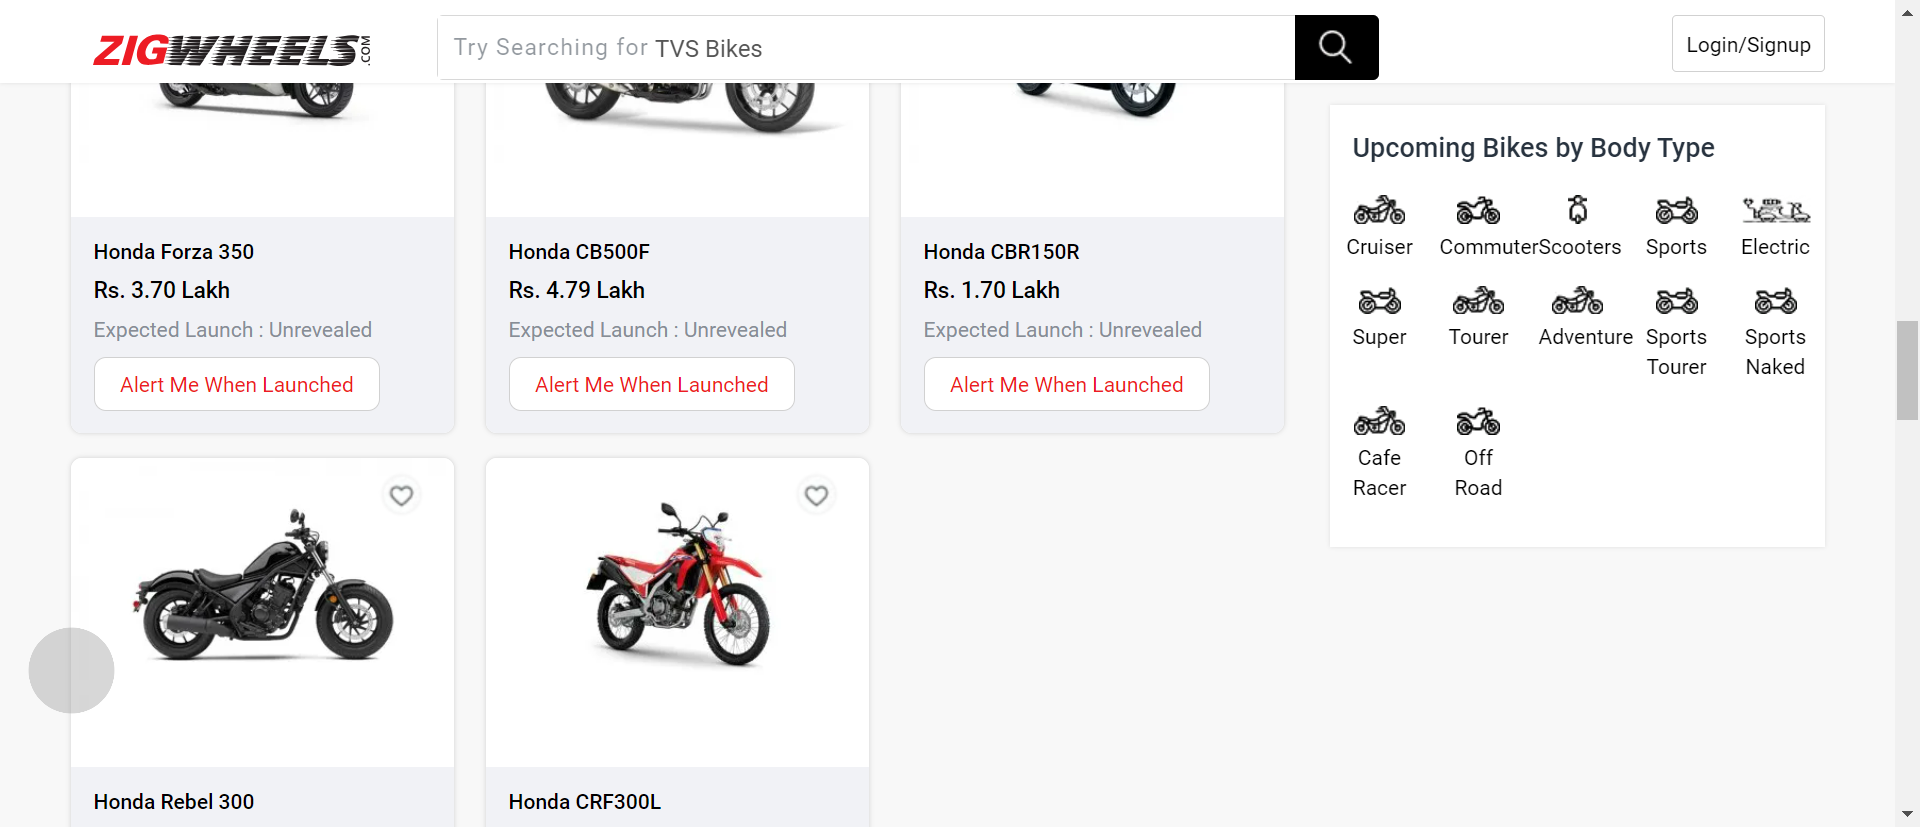 ZIGWHEELS.COM
Try Searching for TVS Bikes
Login/Signup
Honda Forza 350
Rs. 3.70 Lakh
Expected Launch : Unrevealed
Alert Me When Launched
Honda CB500F
Rs. 4.79 Lakh
Expected Launch : Unrevealed
Alert Me When Launched
Honda CBR150R
Rs. 1.70 Lakh
Expected Launch : Unrevealed
Alert Me When Launched
Honda Rebel 300
Honda CRF300L
Upcoming Bikes by Body Type
Cruiser
Commuter
Scooters
Sports
Electric
Super
Tourer
Adventure
Sports
Tourer
Sports
Naked
Cafe
Racer
Off
Road